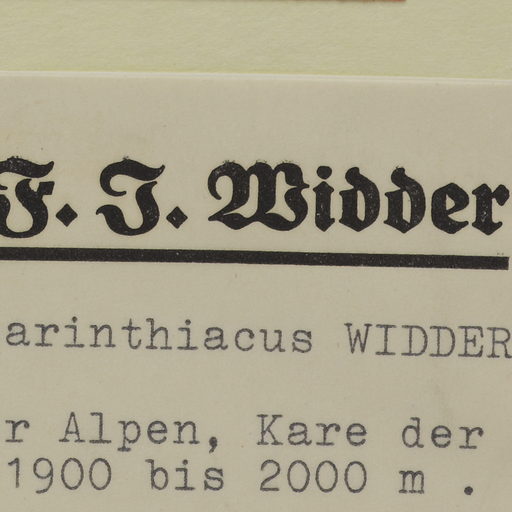 F. J. Widder
arinthiacus WIDDER
r Alpen, Kare der
1900 bis 2000 m .